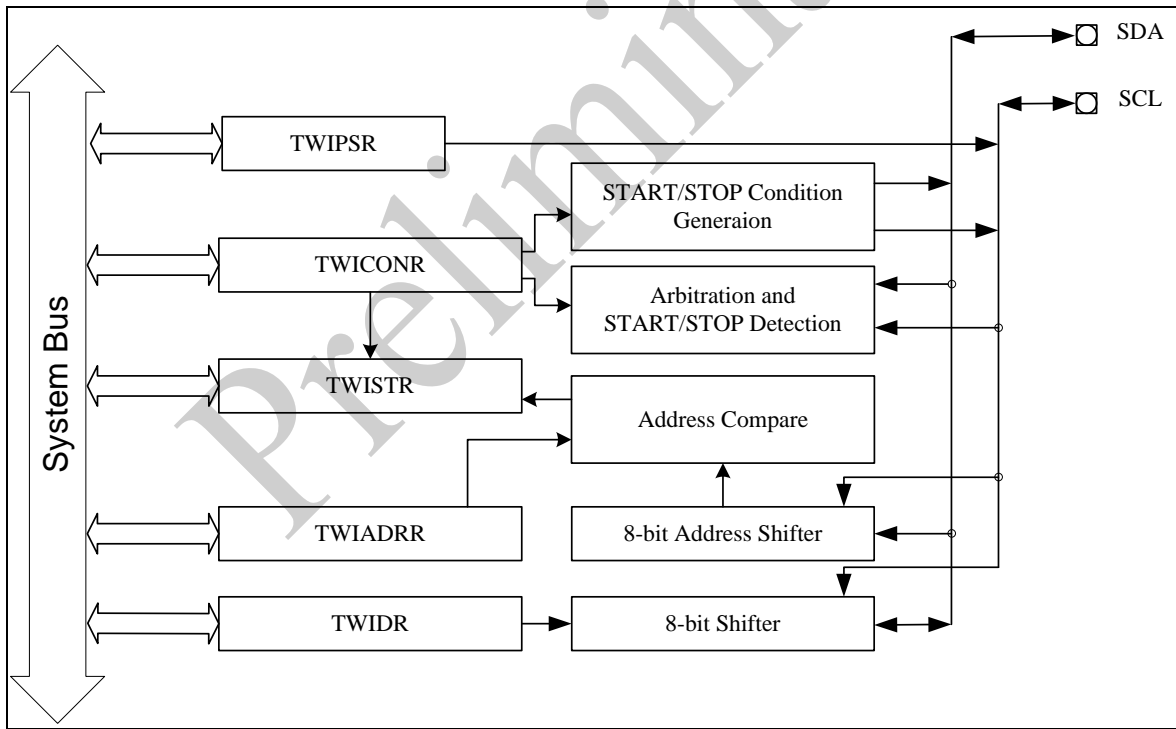 SDA
SCL
TWIPSR
START/STOP Condition
Generaion
TWICONR
Arbitration and
START/STOP Detection
System Bus
TWISTR
Address Compare
TWIADRR
8-bit Address Shifter
TWIDR
8-bit Shifter
Prelimina